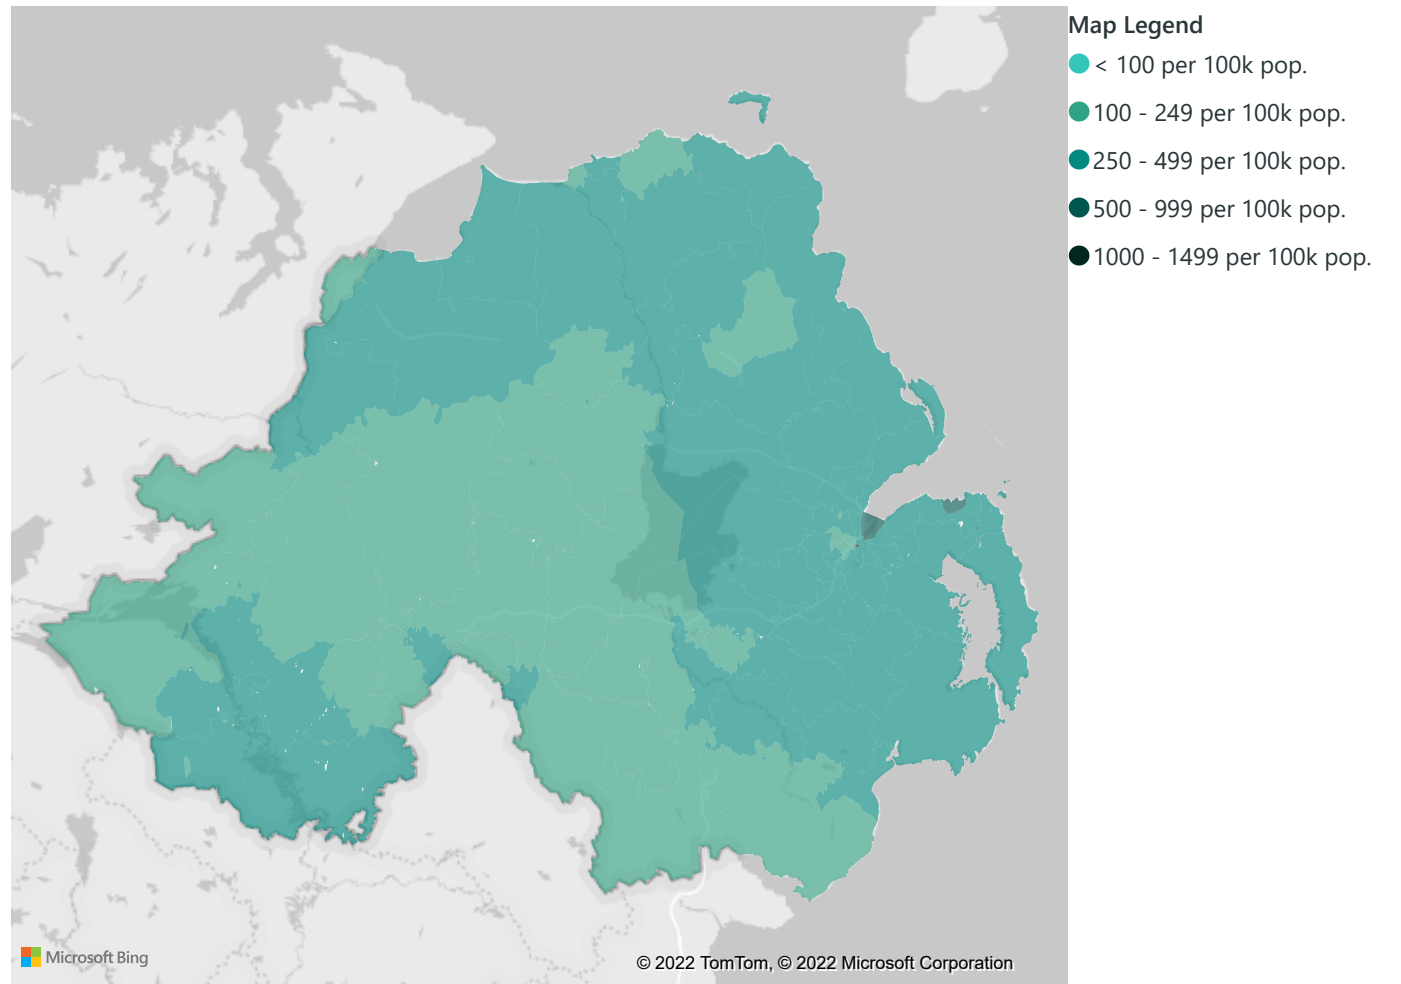 Map Legend
< 100 per 100k pop.
100 - 249 per 100k pop.
250 - 499 per 100k pop.
500 - 999 per 100k pop.
1000 - 1499 per 100k pop.
Microsoft Bing
© 2022 TomTom, © 2022 Microsoft Corporation